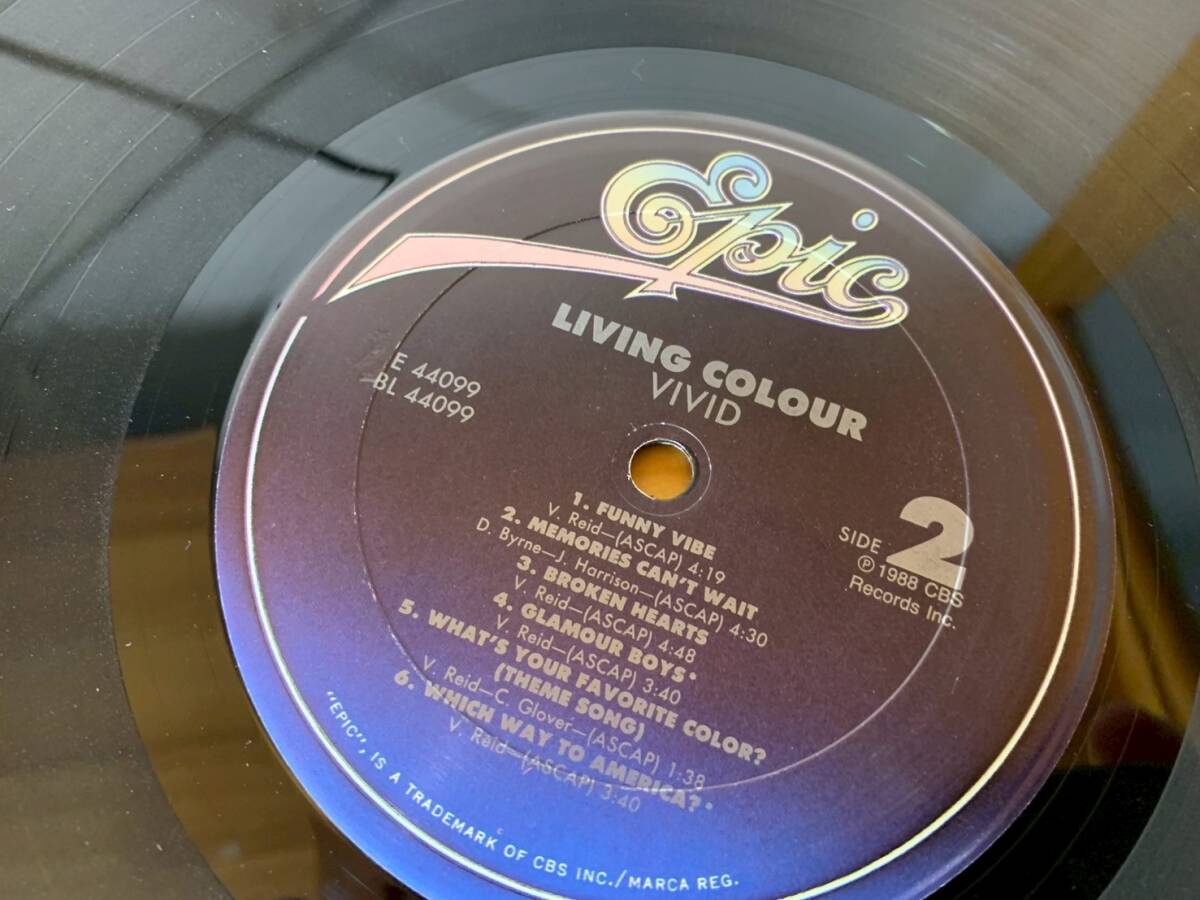 Epic
LIVING COLOUR
VIVID
E 44099
BL 44099
SIDE 2
℗ 1988 CBS
Records Inc.
1. FUNNY VIBE
V. Reid—(ASCAP) 4:19
2. MEMORIES CAN'T WAIT
D. Byrne—J. Harrison—(ASCAP) 4:30
3. BROKEN HEARTS
V. Reid—(ASCAP) 4:48
4. GLAMOUR BOYS*
V. Reid—(ASCAP) 3:40
5. WHAT'S YOUR FAVORITE COLOR?
(THEME SONG)
V. Reid—C. Glover—(ASCAP) 1:38
6. WHICH WAY TO AMERICA?*
V. Reid—(ASCAP) 3:40
"EPIC", IS A TRADEMARK OF CBS INC./MARCA REG.